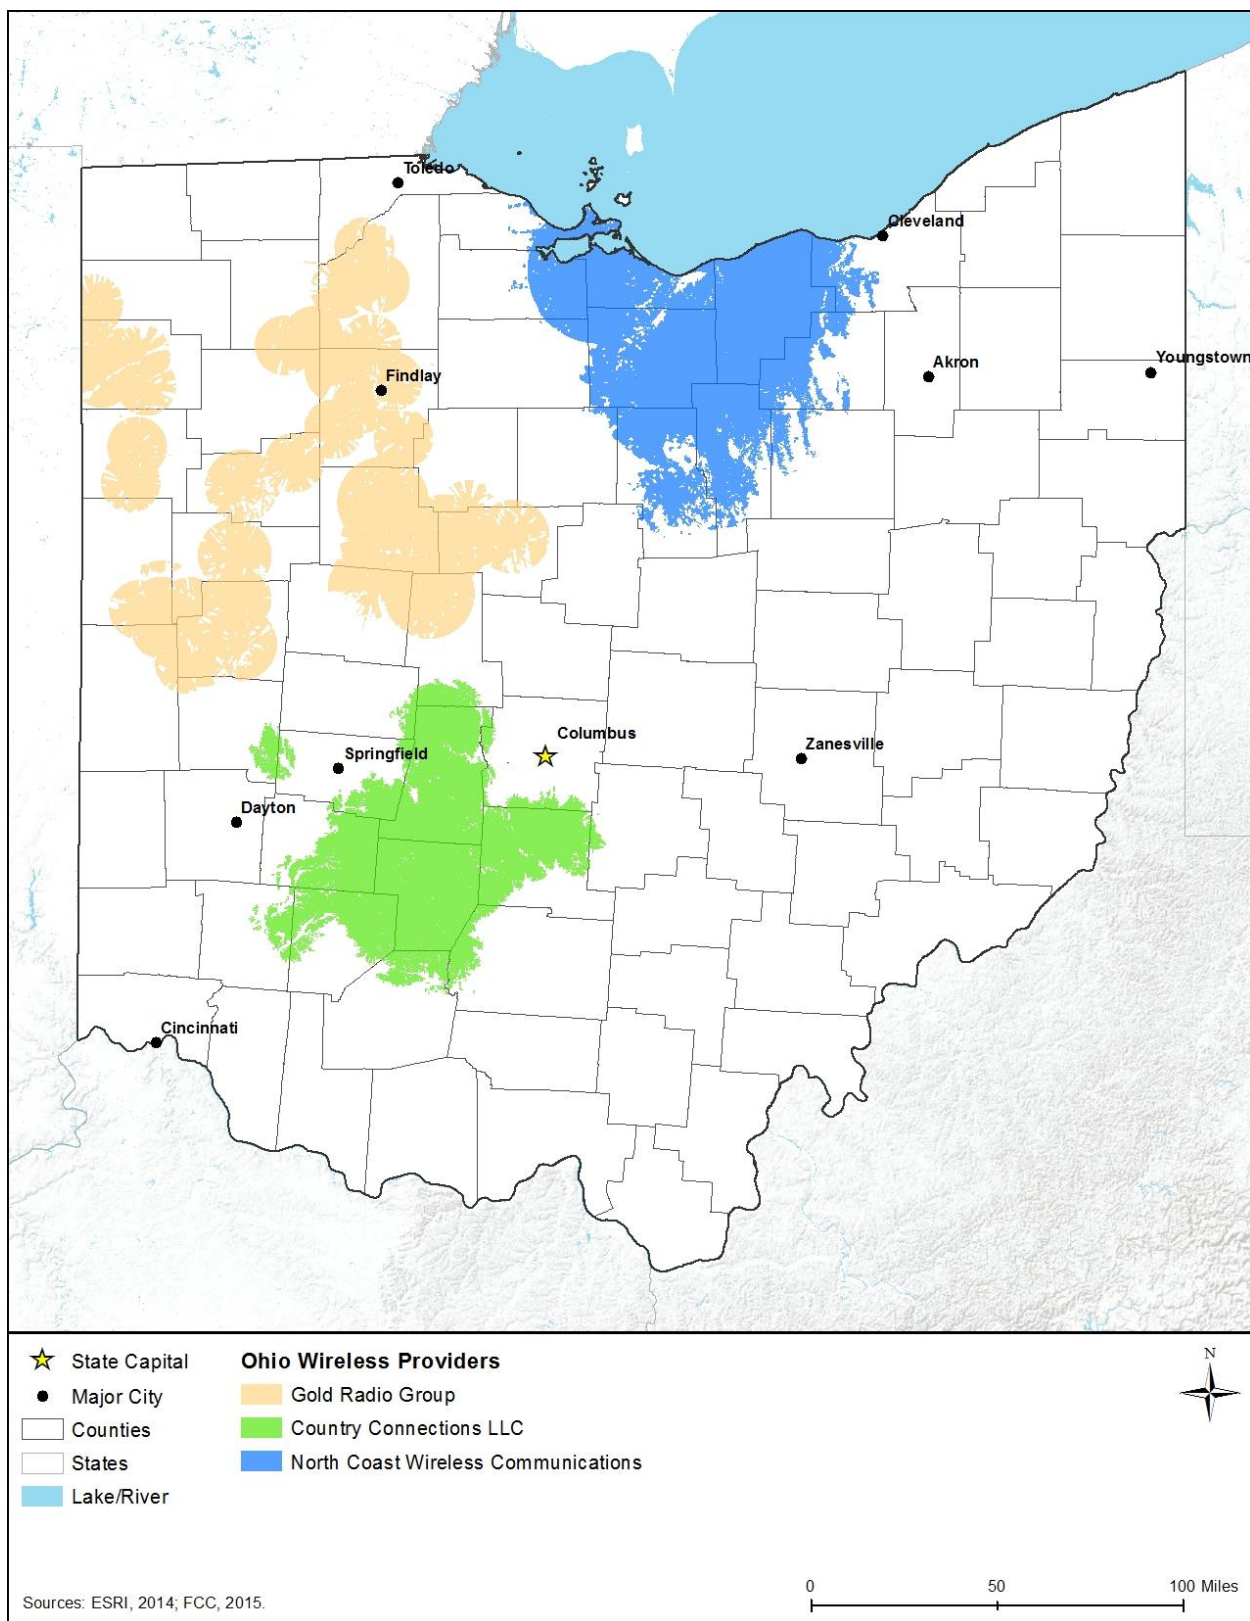 Toledo
Cleveland
Akron
Youngstown
Findlay
Columbus
Springfield
Zanesville
Dayton
Cincinnati
State Capital
Major City
Counties
States
Lake/River
Ohio Wireless Providers
Gold Radio Group
Country Connections LLC
North Coast Wireless Communications
N
Sources: ESRI, 2014; FCC, 2015.
0 50 100 Miles